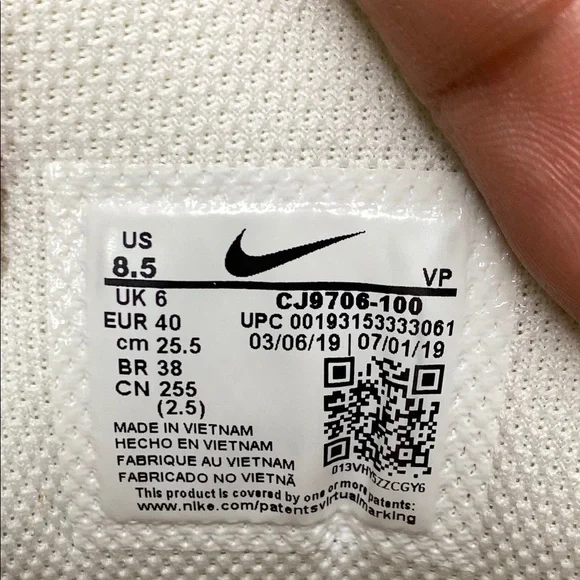 US
8.5 VP
UK 6 CJ9706-100
EUR 40 UPC 00193153333061
cm 25.5 03/06/19 | 07/01/19
BR 38
CN 255
(2.5)
MADE IN VIETNAM
HECHO EN VIETNAM
FABRIQUE AU VIETNAM
FABRICADO NO VIETNÃ
013VHY5ZZCGY6
This product is covered by one or more patents:
www.nike.com/patentsvirtualmarking